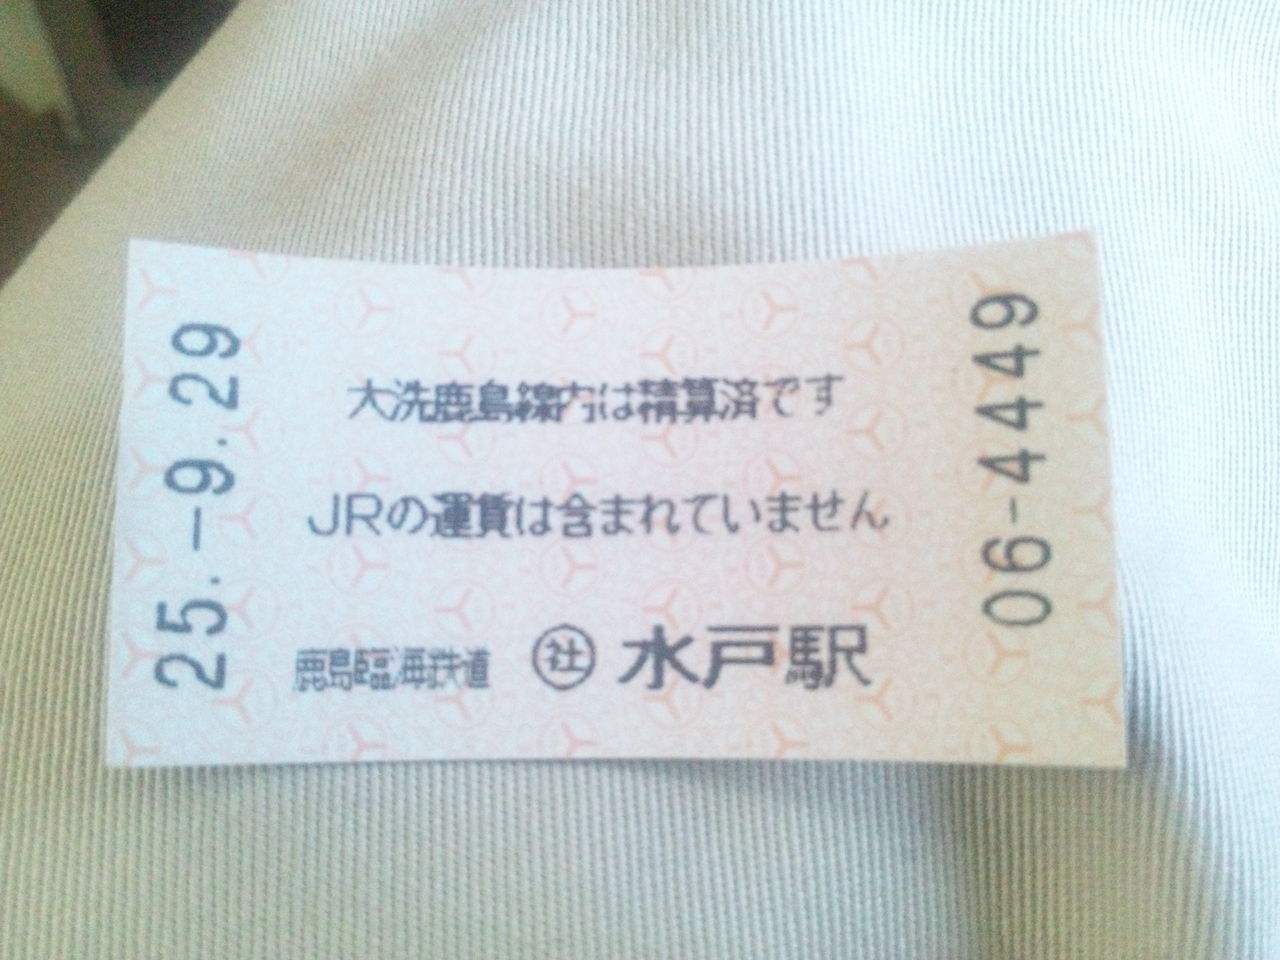 25.-9.29
大洗鹿島線内は精算済です
JRの運賃は含まれていません
鹿島臨海鉄道 ㊓ 水戸駅
06-4449